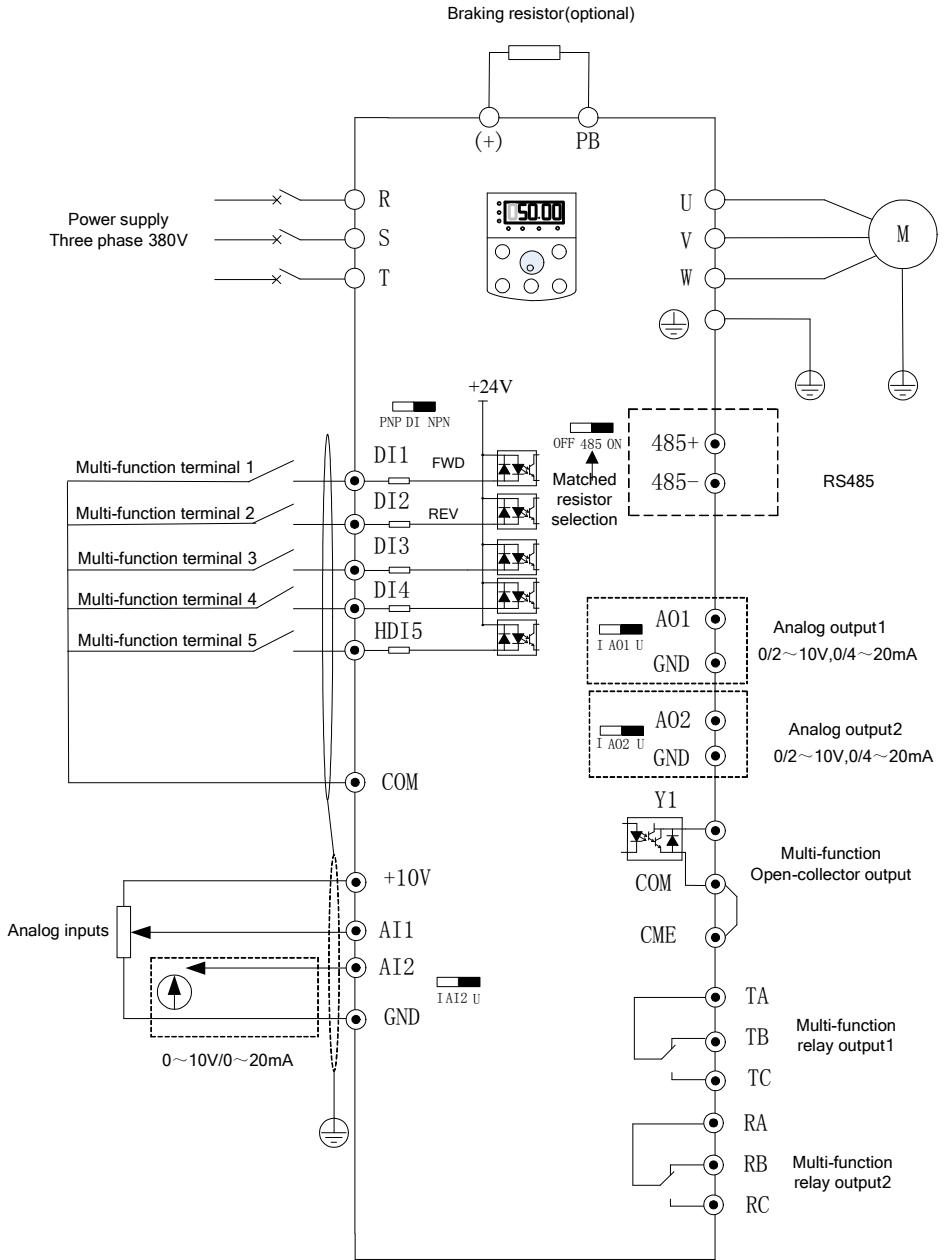 Braking resistor(optional)
(+)
PB
Power supply
Three phase 380V
R
S
T
50.00
U
V
W
M
+24V
PNP DI NPN
OFF 485 ON
Matched
resistor
selection
485+
485-
RS485
Multi-function terminal 1
DI1
FWD
Multi-function terminal 2
DI2
REV
Multi-function terminal 3
DI3
Multi-function terminal 4
DI4
Multi-function terminal 5
HDI5
COM
I AO1 U
AO1
GND
Analog output1
0/2～10V,0/4～20mA
I AO2 U
AO2
GND
Analog output2
0/2～10V,0/4～20mA
Y1
COM
CME
Multi-function
Open-collector output
Analog inputs
+10V
AI1
AI2
GND
I AI2 U
0～10V/0～20mA
TA
TB
TC
Multi-function
relay output1
RA
RB
RC
Multi-function
relay output2